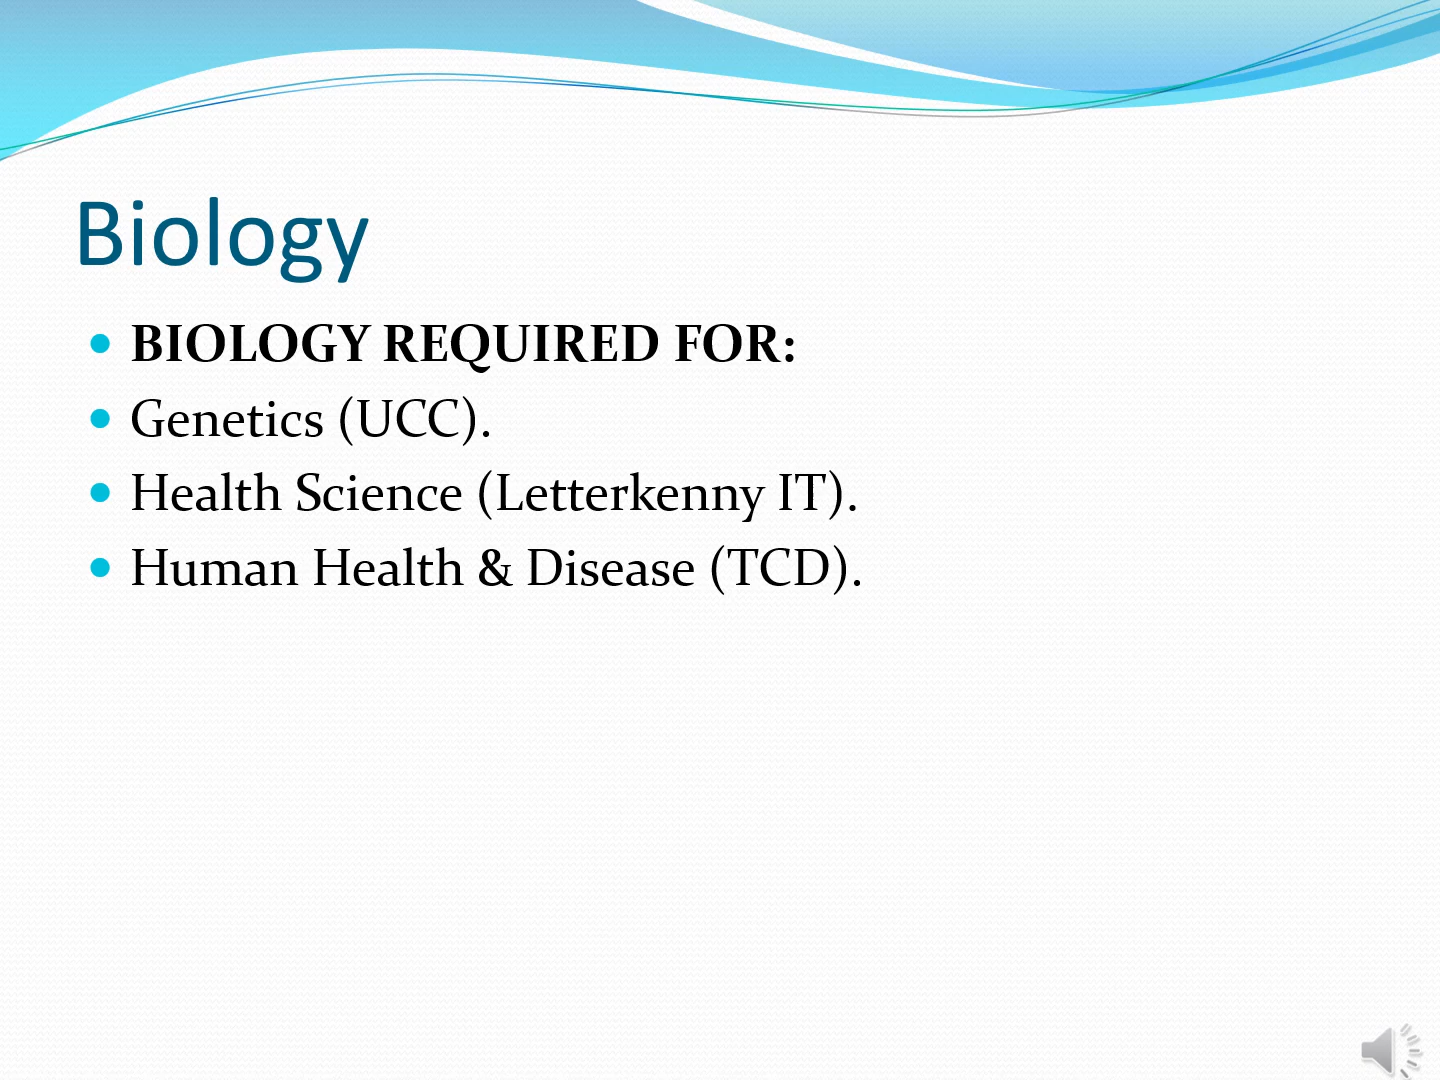 Biology
BIOLOGY REQUIRED FOR:
Genetics (UCC).
Health Science (Letterkenny IT).
Human Health & Disease (TCD).